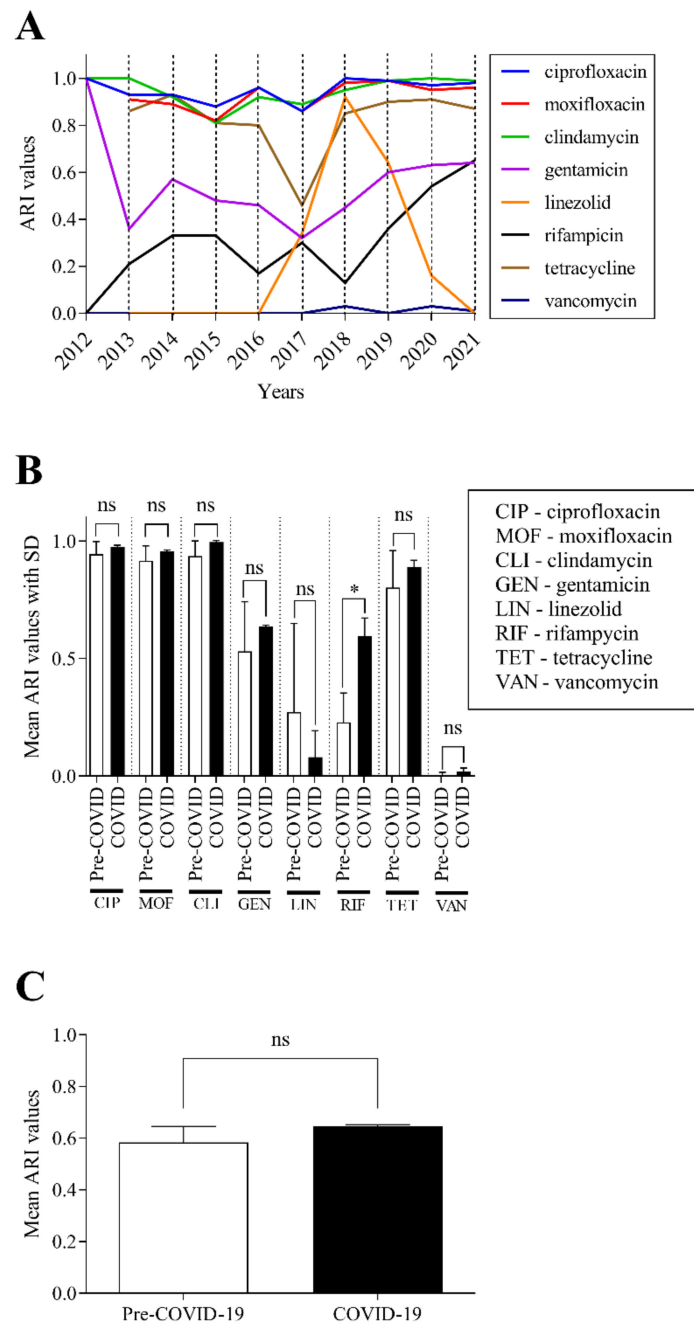 A
ARI values
1.0
0.8
0.6
0.4
0.2
0.0
2012
2013
2014
2015
2016
2017
2018
2019
2020
2021
Years
ciprofloxacin
moxifloxacin
clindamycin
gentamicin
linezolid
rifampicin
tetracycline
vancomycin
B
Mean ARI values with SD
1.0
0.5
0.0
ns
ns
ns
ns
ns
*
ns
ns
Pre-COVID
COVID
Pre-COVID
COVID
Pre-COVID
COVID
Pre-COVID
COVID
Pre-COVID
COVID
Pre-COVID
COVID
Pre-COVID
COVID
Pre-COVID
COVID
CIP
MOF
CLI
GEN
LIN
RIF
TET
VAN
CIP - ciprofloxacin
MOF - moxifloxacin
CLI - clindamycin
GEN - gentamicin
LIN - linezolid
RIF - rifampycin
TET - tetracycline
VAN - vancomycin
C
Mean ARI values
1.0
0.8
0.6
0.4
0.2
0.0
ns
Pre-COVID-19
COVID-19